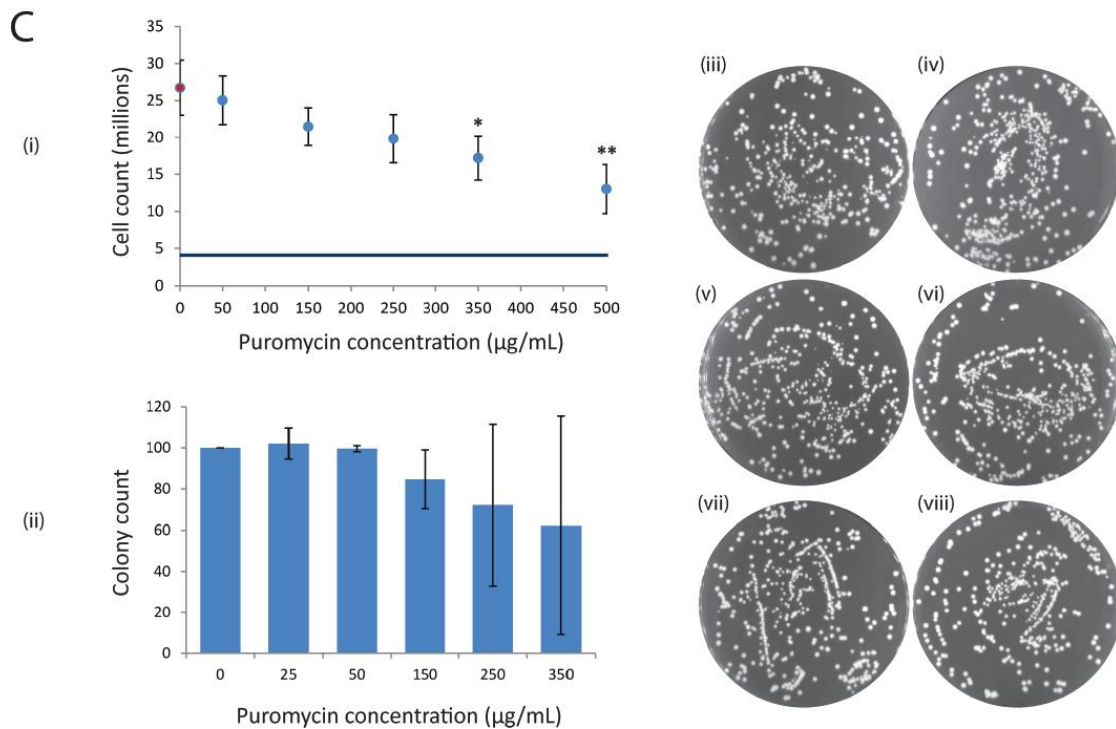 C
(i)
Cell count (millions)
35
30
25
20
15
10
5
0
*
**
0 50 100 150 200 250 300 350 400 450 500
Puromycin concentration (µg/mL)
(ii)
Colony count
120
100
80
60
40
20
0
0 25 50 150 250 350
Puromycin concentration (µg/mL)
(iii) (iv)
(v) (vi)
(vii) (viii)